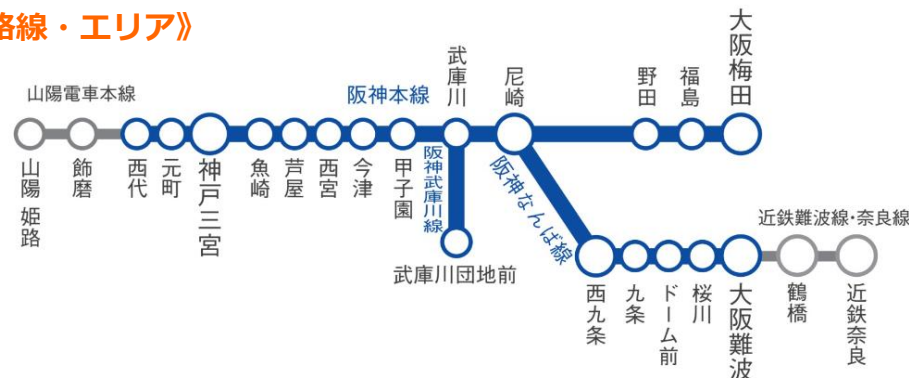 路線・エリア》
山陽電車本線
阪神本線
武庫川
尼崎
野田
福島
大阪梅田
山陽 姫路
飾磨
西代
元町
神戸三宮
魚崎
芦屋
西宮
今津
甲子園
阪神武庫川線
武庫川団地前
阪神なんば線
近鉄難波線・奈良線
西九条
九条
ドーム前
桜川
大阪難波
鶴橋
近鉄奈良